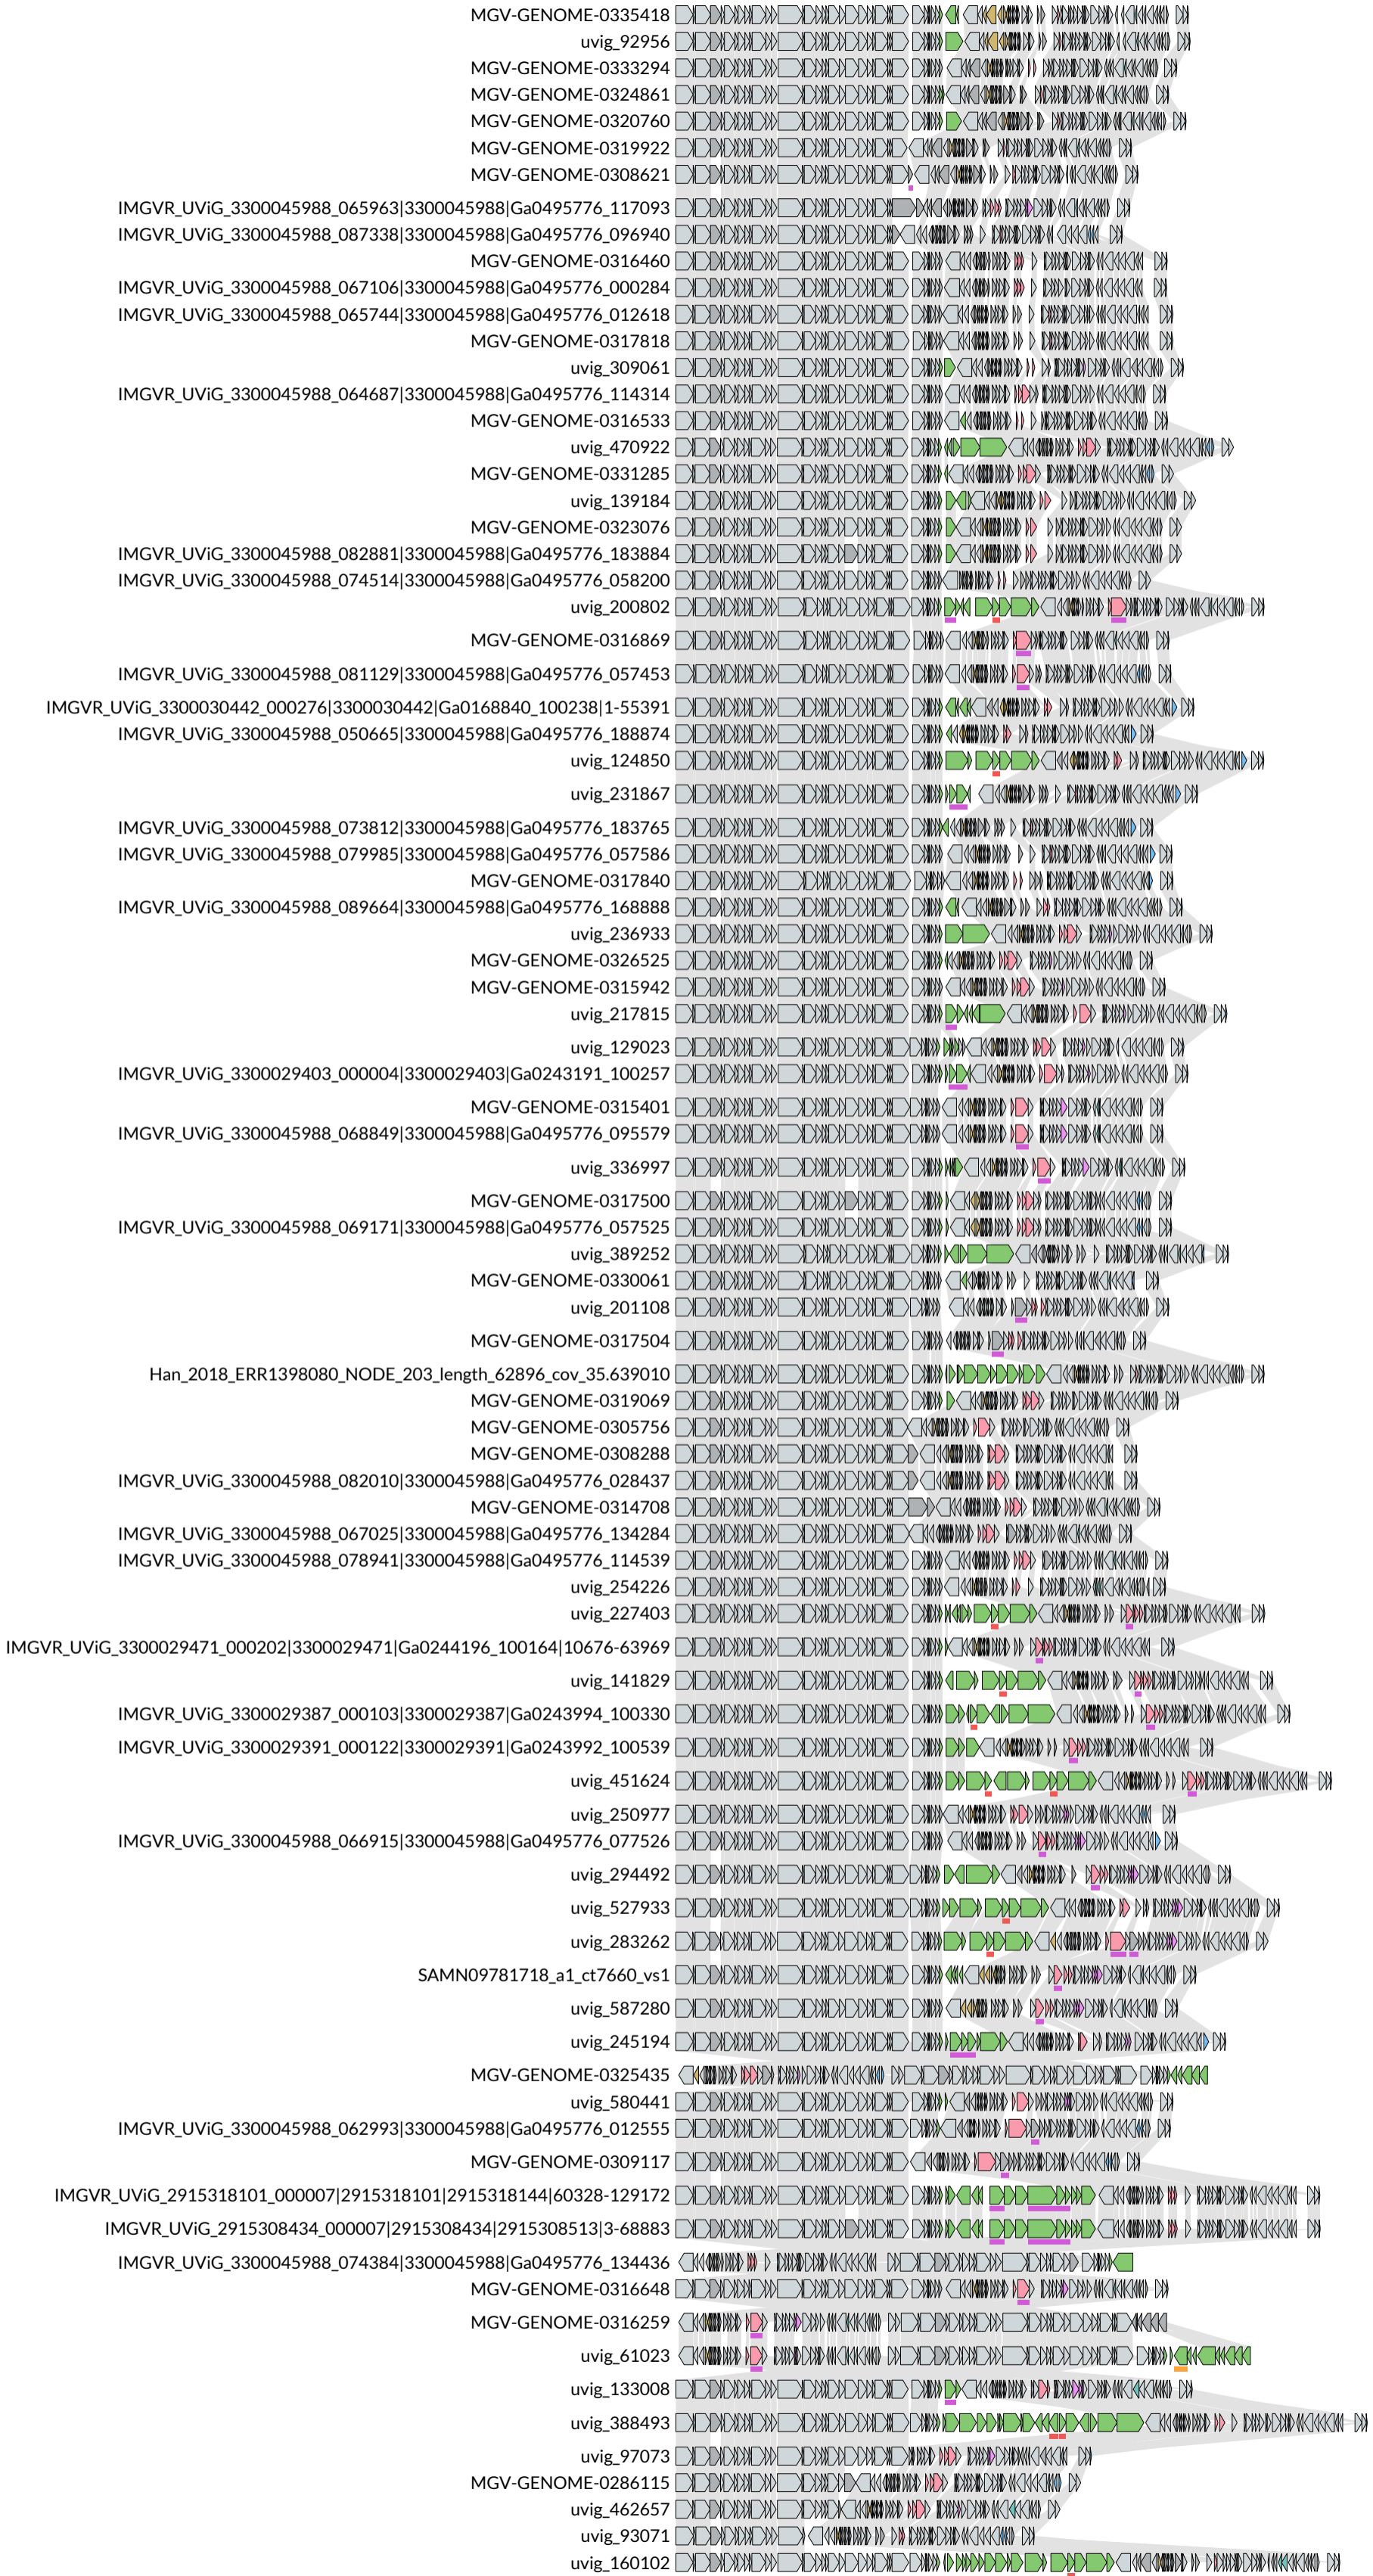 MGV-GENOME-0335418
uvig_92956
MGV-GENOME-0333294
MGV-GENOME-0324861
MGV-GENOME-0320760
MGV-GENOME-0319922
MGV-GENOME-0308621
IMGVR_UViG_3300045988_065963|3300045988|Ga0495776_117093
IMGVR_UViG_3300045988_087338|3300045988|Ga0495776_096940
MGV-GENOME-0316460
IMGVR_UViG_3300045988_067106|3300045988|Ga0495776_000284
IMGVR_UViG_3300045988_065744|3300045988|Ga0495776_012618
MGV-GENOME-0317818
uvig_309061
IMGVR_UViG_3300045988_064687|3300045988|Ga0495776_114314
MGV-GENOME-0316533
uvig_470922
MGV-GENOME-0331285
uvig_139184
MGV-GENOME-0323076
IMGVR_UViG_3300045988_082881|3300045988|Ga0495776_183884
IMGVR_UViG_3300045988_074514|3300045988|Ga0495776_058200
uvig_200802
MGV-GENOME-0316869
IMGVR_UViG_3300045988_081129|3300045988|Ga0495776_057453
IMGVR_UViG_3300030442_000276|3300030442|Ga0168840_100238|1-55391
IMGVR_UViG_3300045988_050665|3300045988|Ga0495776_188874
uvig_124850
uvig_231867
IMGVR_UViG_3300045988_073812|3300045988|Ga0495776_183765
IMGVR_UViG_3300045988_079985|3300045988|Ga0495776_057586
MGV-GENOME-0317840
IMGVR_UViG_3300045988_089664|3300045988|Ga0495776_168888
uvig_236933
MGV-GENOME-0326525
MGV-GENOME-0315942
uvig_217815
uvig_129023
IMGVR_UViG_3300029403_000004|3300029403|Ga0243191_100257
MGV-GENOME-0315401
IMGVR_UViG_3300045988_068849|3300045988|Ga0495776_095579
uvig_336997
MGV-GENOME-0317500
IMGVR_UViG_3300045988_069171|3300045988|Ga0495776_057525
uvig_389252
MGV-GENOME-0330061
uvig_201108
MGV-GENOME-0317504
Han_2018_ERR1398080_NODE_203_length_62896_cov_35.639010
MGV-GENOME-0319069
MGV-GENOME-0305756
MGV-GENOME-0308288
IMGVR_UViG_3300045988_082010|3300045988|Ga0495776_028437
MGV-GENOME-0314708
IMGVR_UViG_3300045988_067025|3300045988|Ga0495776_134284
IMGVR_UViG_3300045988_078941|3300045988|Ga0495776_114539
uvig_254226
uvig_227403
IMGVR_UViG_3300029471_000202|3300029471|Ga0244196_100164|10676-63969
uvig_141829
IMGVR_UViG_3300029387_000103|3300029387|Ga0243994_100330
IMGVR_UViG_3300029391_000122|3300029391|Ga0243992_100539
uvig_451624
uvig_250977
IMGVR_UViG_3300045988_066915|3300045988|Ga0495776_077526
uvig_294492
uvig_527933
uvig_283262
SAMN09781718_a1_ct7660_vs1
uvig_587280
uvig_245194
MGV-GENOME-0325435
uvig_580441
IMGVR_UViG_3300045988_062993|3300045988|Ga0495776_012555
MGV-GENOME-0309117
IMGVR_UViG_2915318101_000007|2915318101|2915318144|60328-129172
IMGVR_UViG_2915308434_000007|2915308434|2915308513|3-68883
IMGVR_UViG_3300045988_074384|3300045988|Ga0495776_134436
MGV-GENOME-0316648
MGV-GENOME-0316259
uvig_61023
uvig_133008
uvig_388493
uvig_97073
MGV-GENOME-0286115
uvig_462657
uvig_93071
uvig_160102